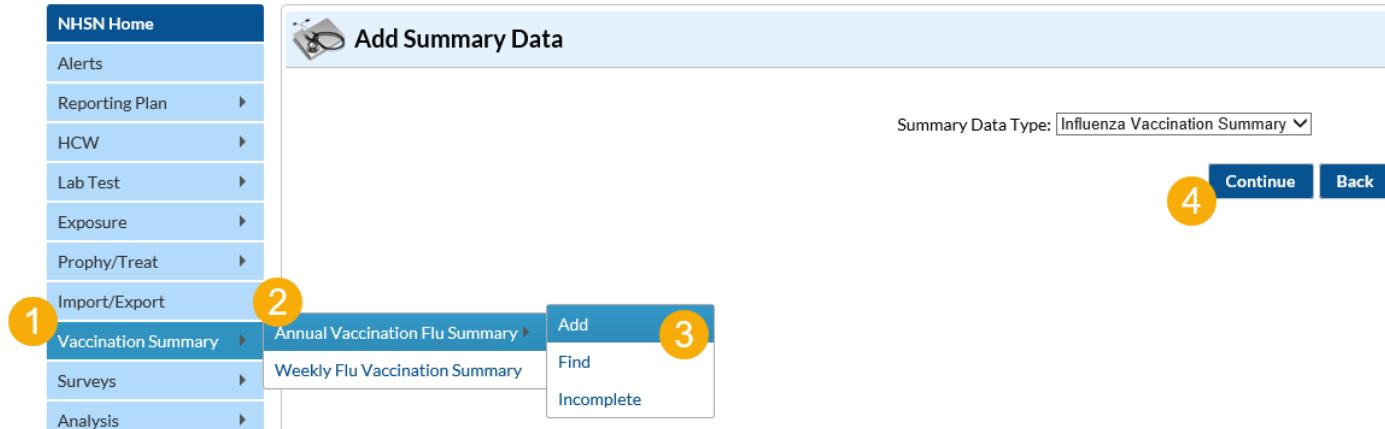 NHSN Home
Alerts
Reporting Plan
HCW
Lab Test
Exposure
Prophy/Treat
Import/Export
1
Vaccination Summary
Surveys
Analysis
2
Annual Vaccination Flu Summary
Weekly Flu Vaccination Summary
Add
3
Find
Incomplete
Add Summary Data
Summary Data Type: Influenza Vaccination Summary
4
Continue Back